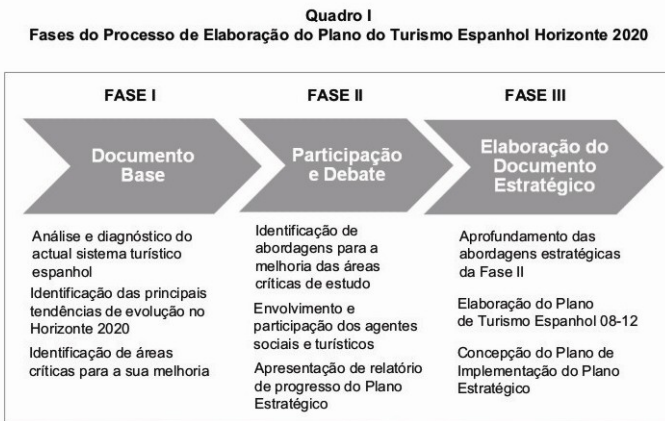 Quadro I
Fases do Processo de Elaboração do Plano do Turismo Espanhol Horizonte 2020
FASE I
Documento
Base
Análise e diagnóstico do
actual sistema turístico
espanhol
Identificação das principais
tendências de evolução no
Horizonte 2020
Identificação de áreas
críticas para a sua melhoria
FASE II
Participação
e Debate
Identificação de
abordagens para a
melhoria das áreas
críticas de estudo
Envolvimento e
participação dos agentes
sociais e turísticos
Apresentação de relatório
de progresso do Plano
Estratégico
FASE III
Elaboração do
Documento
Estratégico
Aprofundamento das
abordagens estratégicas
da Fase II
Elaboração do Plano
de Turismo Espanhol 08-12
Concepção do Plano de
Implementação do Plano
Estratégico